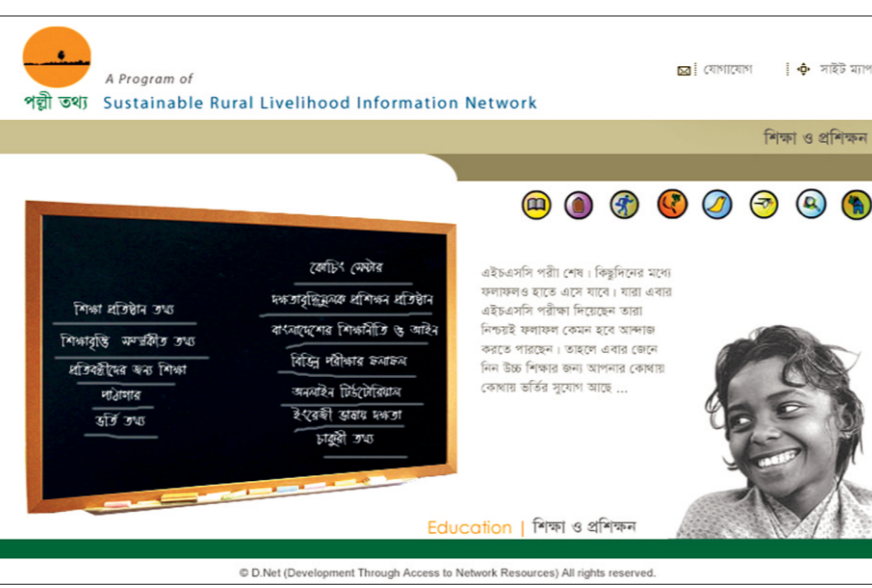 A Program of
পল্লী তথ্য
Sustainable Rural Livelihood Information Network
যোগাযোগ
সাইট ম্যাপ
শিক্ষা ও প্রশিক্ষন
শিক্ষা প্রতিষ্ঠান তথ্য
শিক্ষাবৃত্তি সম্পর্কীত তথ্য
প্রতিবন্ধীদের জন্য শিক্ষা
পাঠাগার
ভর্তি তথ্য
কোচিং সেন্টার
দক্ষতাবৃদ্ধিমূলক প্রশিক্ষন প্রতিষ্ঠান
বাংলাদেশের শিক্ষানীতি ও আইন
বিভিন্ন পরীক্ষার ফলাফল
অনলাইন টিউটোরিয়াল
ইংরেজী ভাষায় দক্ষতা
চাকুরী তথ্য
এইচএসসি পরীা শেষ । কিছুদিনের মধ্যে
ফলাফলও হাতে এসে যাবে । যারা এবার
এইচএসসি পরীক্ষা দিয়েছেন তারা
নিশ্চয়ই ফলাফল কেমন হবে আন্দাজ
করতে পারছেন । তাহলে এবার জেনে
নিন উচ্চ শিক্ষার জন্য আপনার কোথায়
কোথায় ভর্তির সুযোগ আছে ...
Education | শিক্ষা ও প্রশিক্ষন
© D.Net (Development Through Access to Network Resources) All rights reserved.